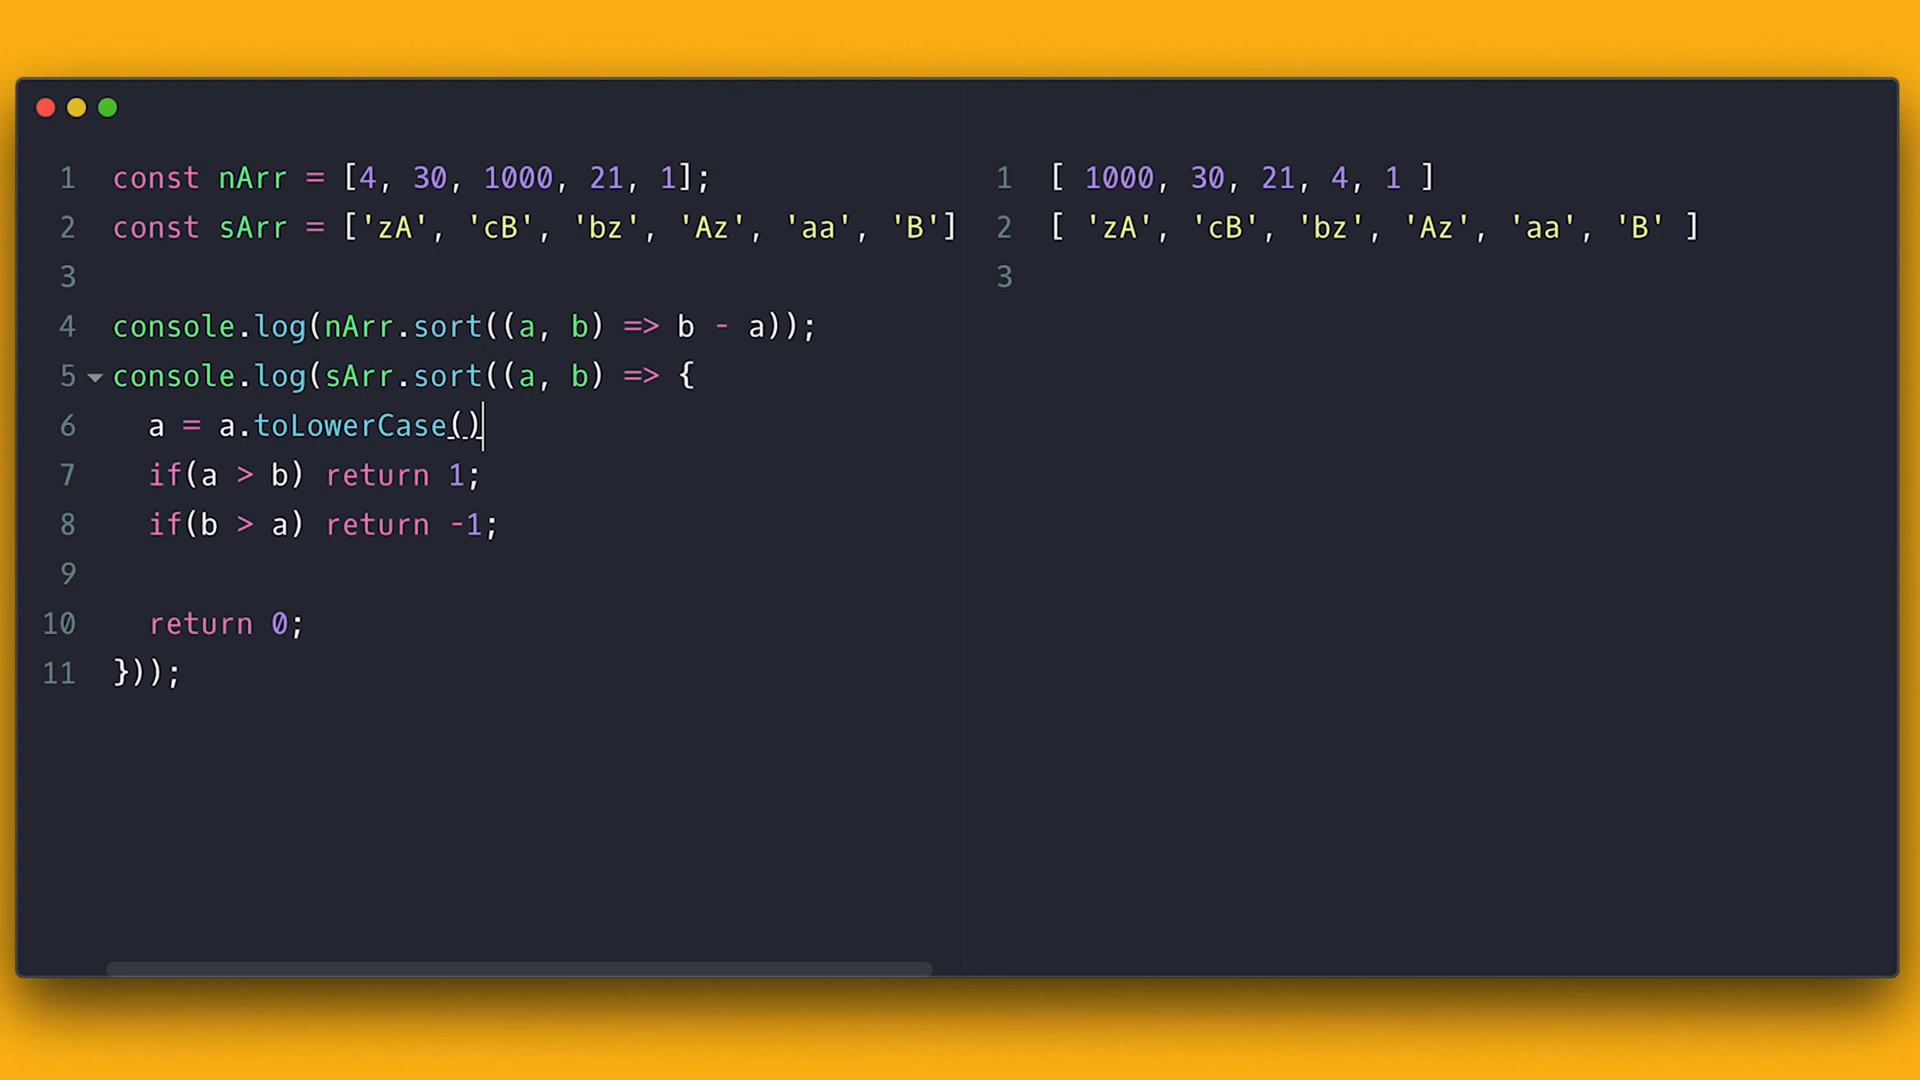 1 const nArr = [4, 30, 1000, 21, 1];
2 const sArr = ['zA', 'cB', 'bz', 'Az', 'aa', 'B']
3
4 console.log(nArr.sort((a, b) => b - a));
5 console.log(sArr.sort((a, b) => {
6 a = a.toLowerCase()
7 if(a > b) return 1;
8 if(b > a) return -1;
9
10 return 0;
11 }));
1 [ 1000, 30, 21, 4, 1 ]
2 [ 'zA', 'cB', 'bz', 'Az', 'aa', 'B' ]
3